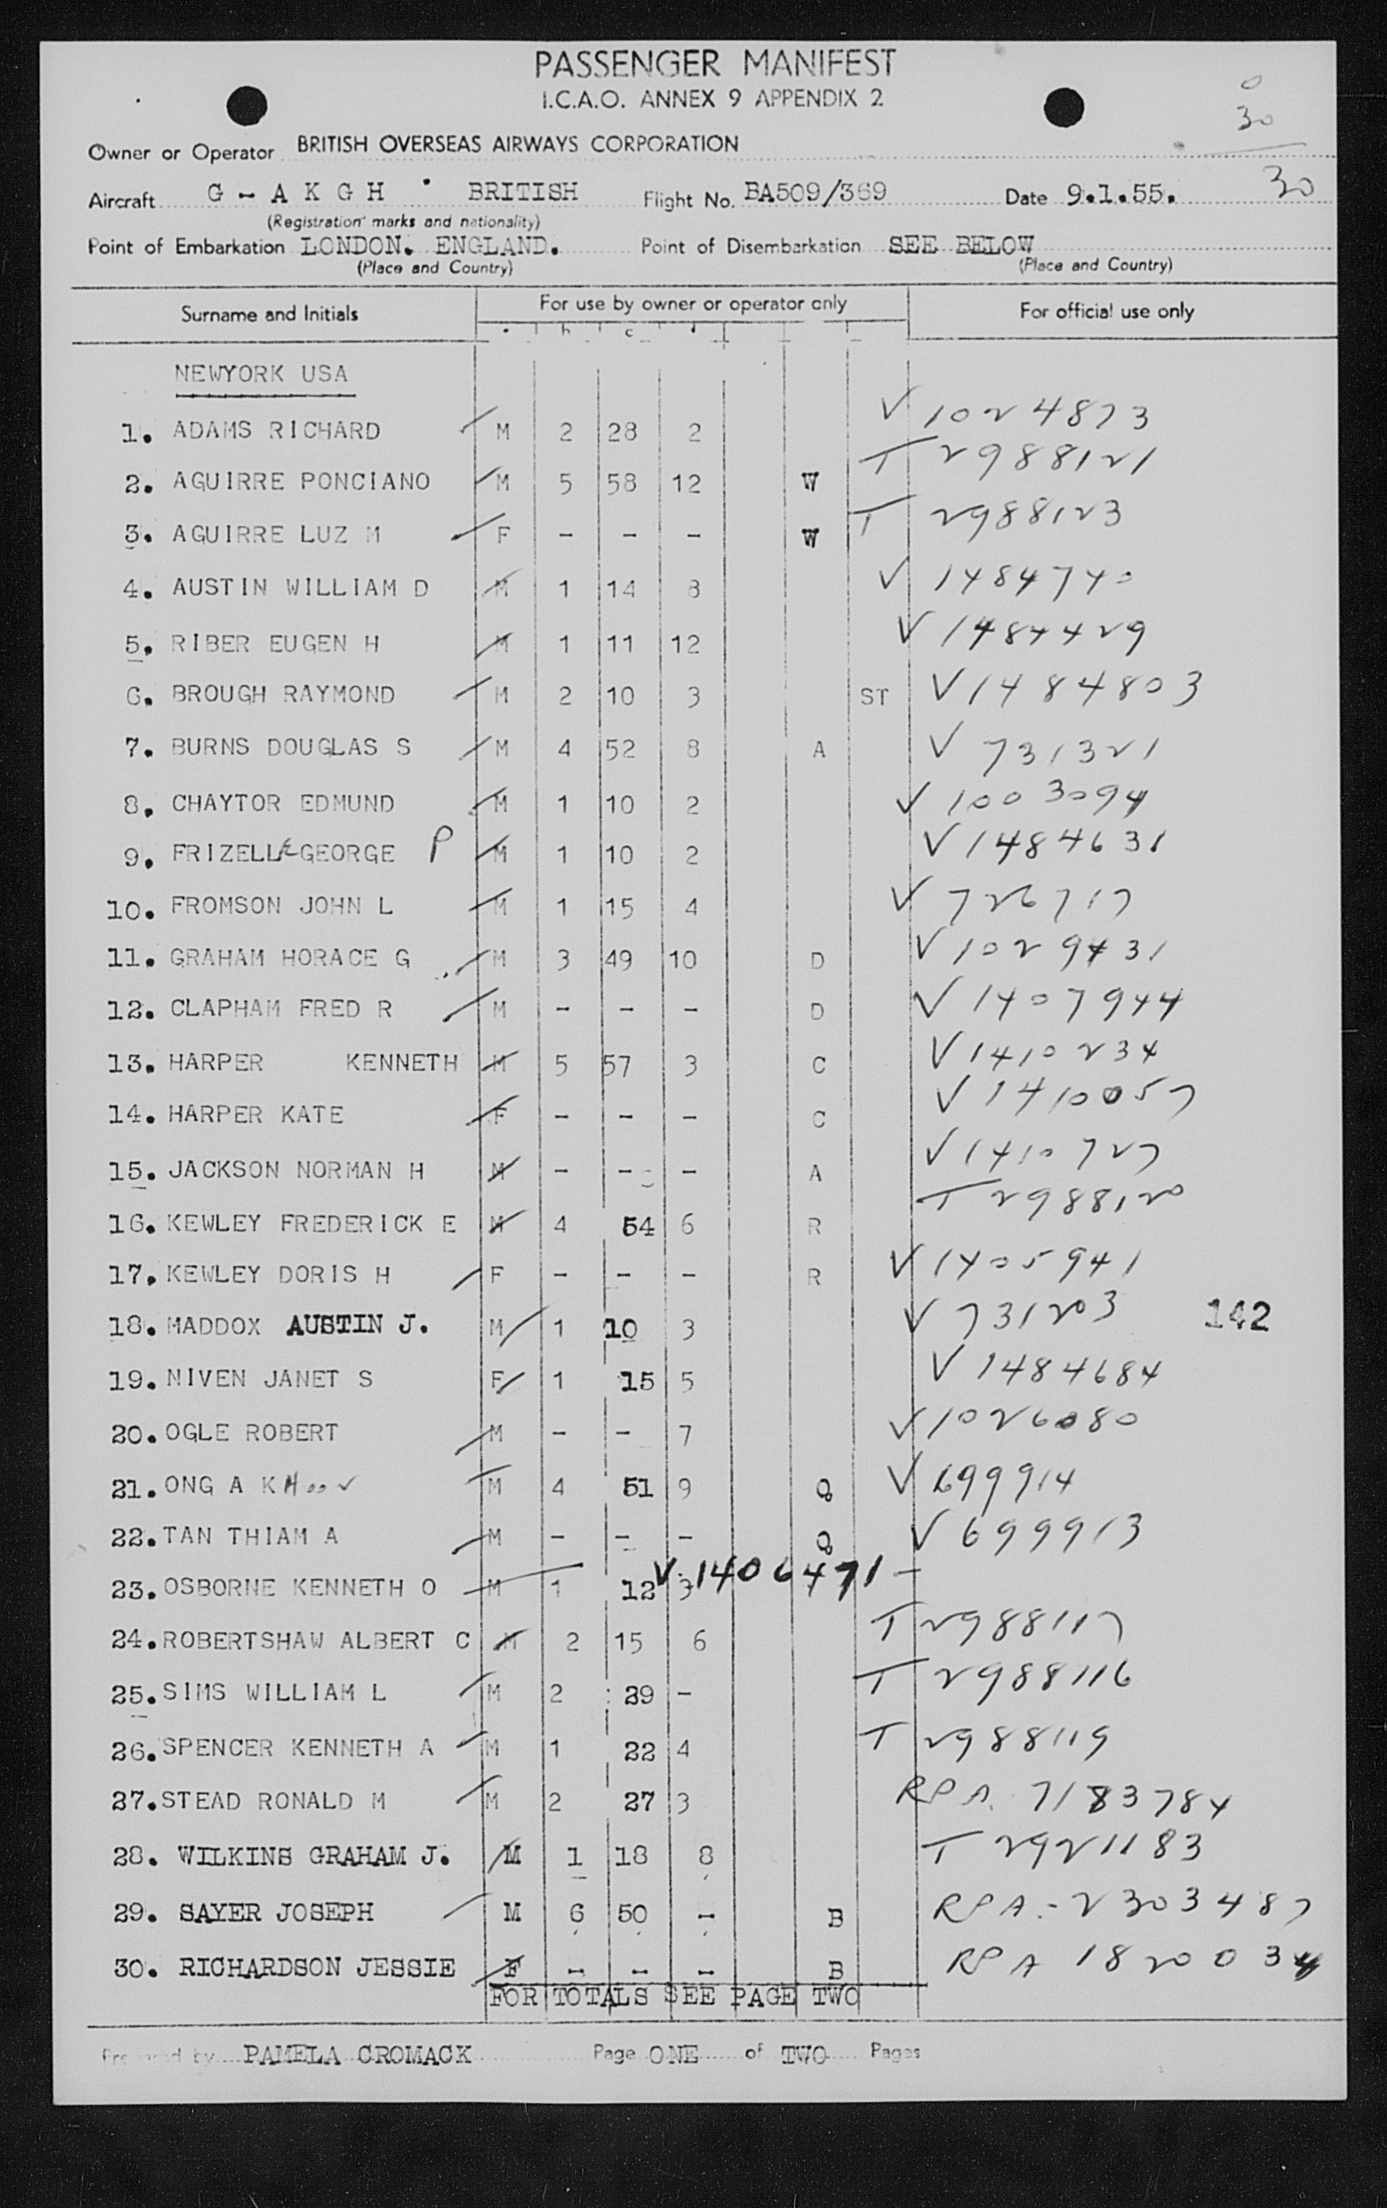 PASSENGER MANIFEST
I.C.A.O. ANNEX 9 APPENDIX 2
0
30
Owner or Operator BRITISH OVERSEAS AIRWAYS CORPORATION
Aircraft G - A K G H BRITISH Flight No. BA509/369 Date 9.1.55. 30
(Registration marks and nationality)
Point of Embarkation LONDON. ENGLAND. Point of Disembarkation SEE BELOW
(Place and Country) (Place and Country)
Surname and Initials For use by owner or operator only For official use only
b c d
NEWYORK USA
1. ADAMS RICHARD M 2 28 2 V 1024873
2. AGUIRRE PONCIANO M 5 58 12 W T 2988121
3. AGUIRRE LUZ M F - - - W T 2988123
4. AUSTIN WILLIAM D M 1 14 8 V 1484740
5. RIBER EUGEN H M 1 11 12 V 1484429
6. BROUGH RAYMOND M 2 10 3 ST V 1484803
7. BURNS DOUGLAS S M 4 52 8 A V 731321
8. CHAYTOR EDMUND M 1 10 2 V 1003094
9. FRIZELLE GEORGE P M 1 10 2 V 1484631
10. FROMSON JOHN L M 1 15 4 V 726717
11. GRAHAM HORACE G M 3 49 10 D V 1029431
12. CLAPHAM FRED R M - - - D V 1407944
13. HARPER KENNETH M 5 57 3 C V 1410234
14. HARPER KATE F - - - C V 1410057
15. JACKSON NORMAN H M - - - A V 1410727
16. KEWLEY FREDERICK E M 4 54 6 R T 2988120
17. KEWLEY DORIS H F - - - R V 1405941
18. MADDOX AUSTIN J. M 1 10 3 V 731203 142
19. NIVEN JANET S F 1 15 5 V 1484684
20. OGLE ROBERT M - - 7 V 1026080
21. ONG A K M 4 51 9 Q V 699914
22. TAN THIAM A M - - - Q V 699913
23. OSBORNE KENNETH O M 1 12 3 V. 1406471 -
24. ROBERTSHAW ALBERT C M 2 15 6 T 2988117
25. SIMS WILLIAM L M 2 29 - T 2988116
26. SPENCER KENNETH A M 1 22 4 T 2988119
27. STEAD RONALD M M 2 27 3 RPA. 7183784
28. WILKINS GRAHAM J. M 1 18 8 T 2921183
29. SAYER JOSEPH M 6 50 - B RPA.- 2303487
30. RICHARDSON JESSIE F - - - B RPA 1820034
FOR TOTALS SEE PAGE TWO
Prepared by PAMELA CROMACK Page ONE of TWO Pages